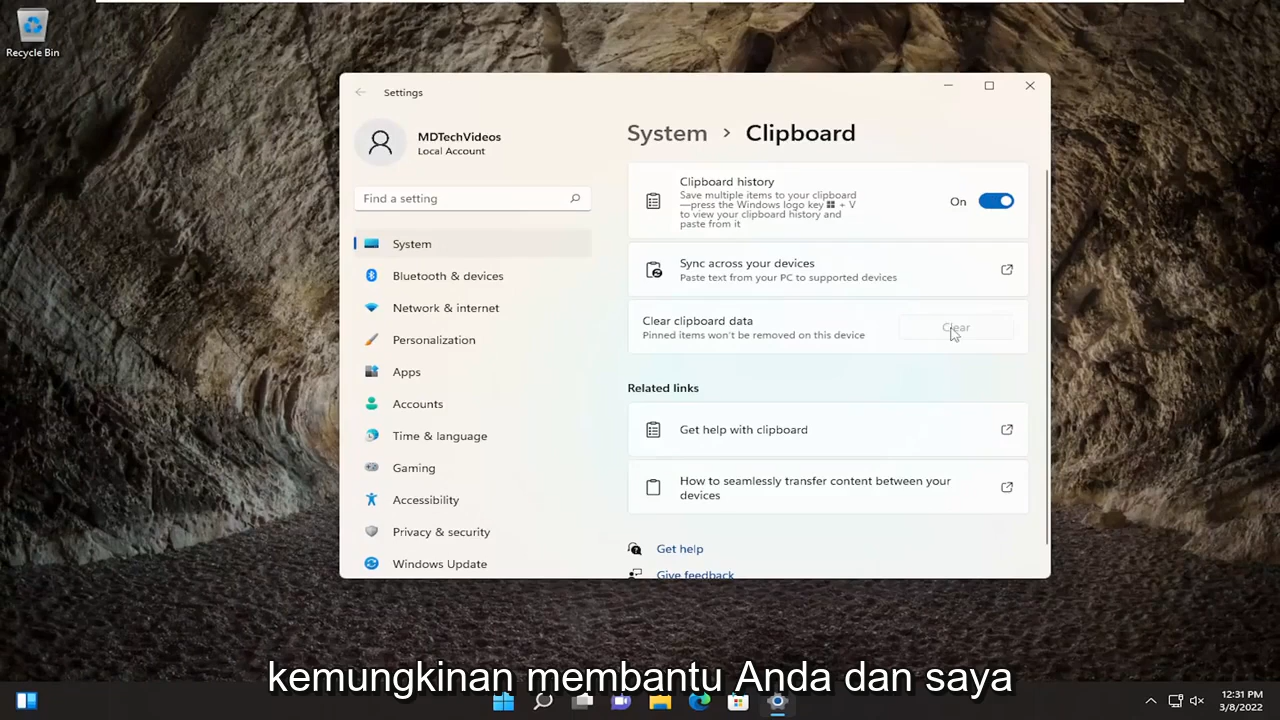 Recycle Bin
Settings
MDTechVideos
Local Account
Find a setting
System
Bluetooth & devices
Network & internet
Personalization
Apps
Accounts
Time & language
Gaming
Accessibility
Privacy & security
Windows Update
System > Clipboard
Clipboard history
Save multiple items to your clipboard
—press the Windows logo key + V
to view your clipboard history and
paste from it
On
Sync across your devices
Paste text from your PC to supported devices
Clear clipboard data
Pinned items won't be removed on this device
Clear
Related links
Get help with clipboard
How to seamlessly transfer content between your
devices
Get help
Give feedback
kemungkinan membantu Anda dan saya
12:31 PM
3/8/2022